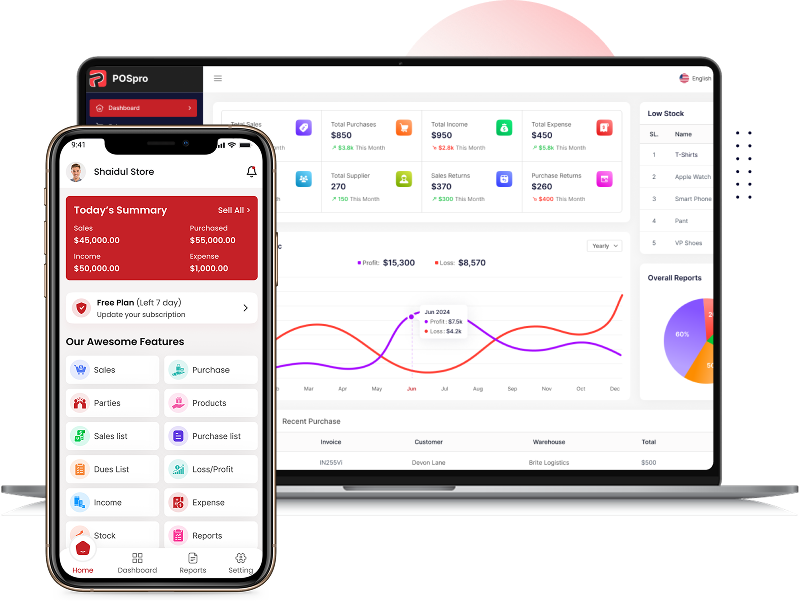 POSpro
English
Dashboard
Total Sales
Total Purchases
$850
$3.8k This Month
Total Income
$950
$2.8k This Month
Total Expense
$450
$5.8k This Month
Total Supplier
270
150 This Month
Sales Returns
$370
$300 This Month
Purchase Returns
$260
$400 This Month
Low Stock
SL. Name
1 T-Shirts
2 Apple Watch
3 Smart Phone
4 Pant
5 VP Shoes
Profit: $15,300
Loss: $8,570
Yearly
Jun 2024
Profit : $7.5k
Loss : $4.2k
Mar Apr May Jun Jul Aug Sep Nov Oct Dec
Overall Reports
60%
Recent Purchase
Invoice Customer Warehouse Total
IN255VI Devon Lane Brite Logistics $500
9:41
Shaidul Store
Today's Summary
Sell All >
Sales Purchased
$45,000.00 $55,000.00
Income Expense
$50,000.00 $1,000.00
Free Plan (Left 7 day)
Update your subscription
Our Awesome Features
Sales Purchase
Parties Products
Sales list Purchase list
Dues List Loss/Profit
Income Expense
Stock Reports
Home Dashboard Reports Setting